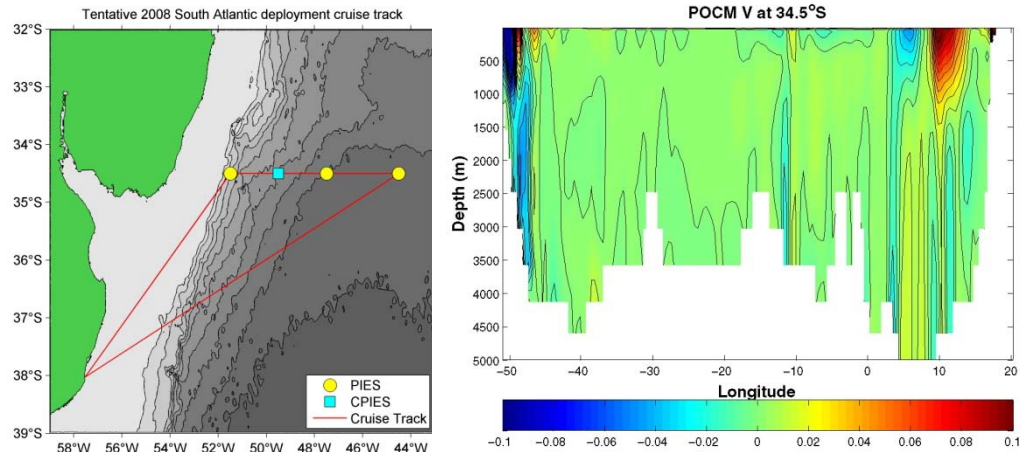 Tentative 2008 South Atlantic deployment cruise track
32°S
33°S
34°S
35°S
36°S
37°S
38°S
39°S
58°W
56°W
54°W
52°W
50°W
48°W
46°W
44°W
PIES
CPIES
Cruise Track
POCM V at 34.5°S
Depth (m)
500
1000
1500
2000
2500
3000
3500
4000
4500
5000
−50
−40
−30
−20
−10
0
10
20
Longitude
−0.1
−0.08
−0.06
−0.04
−0.02
0
0.02
0.04
0.06
0.08
0.1